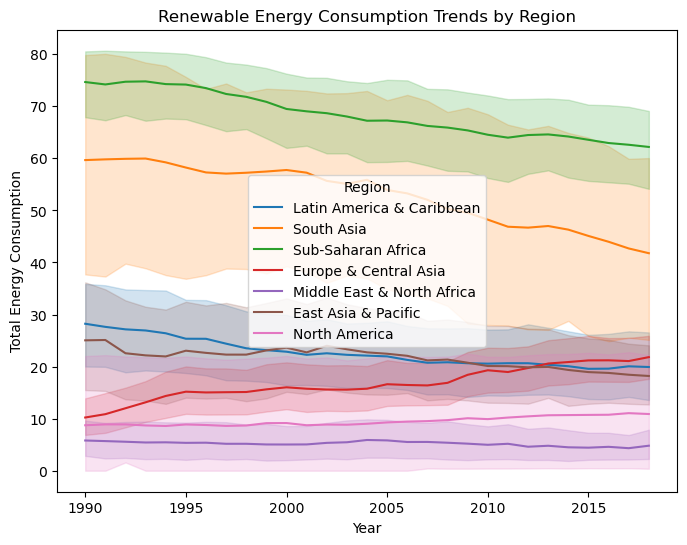 Renewable Energy Consumption Trends by Region
Total Energy Consumption
80
70
60
50
40
30
20
10
0
Region
Latin America & Caribbean
South Asia
Sub-Saharan Africa
Europe & Central Asia
Middle East & North Africa
East Asia & Pacific
North America
1990
1995
2000
2005
2010
2015
Year